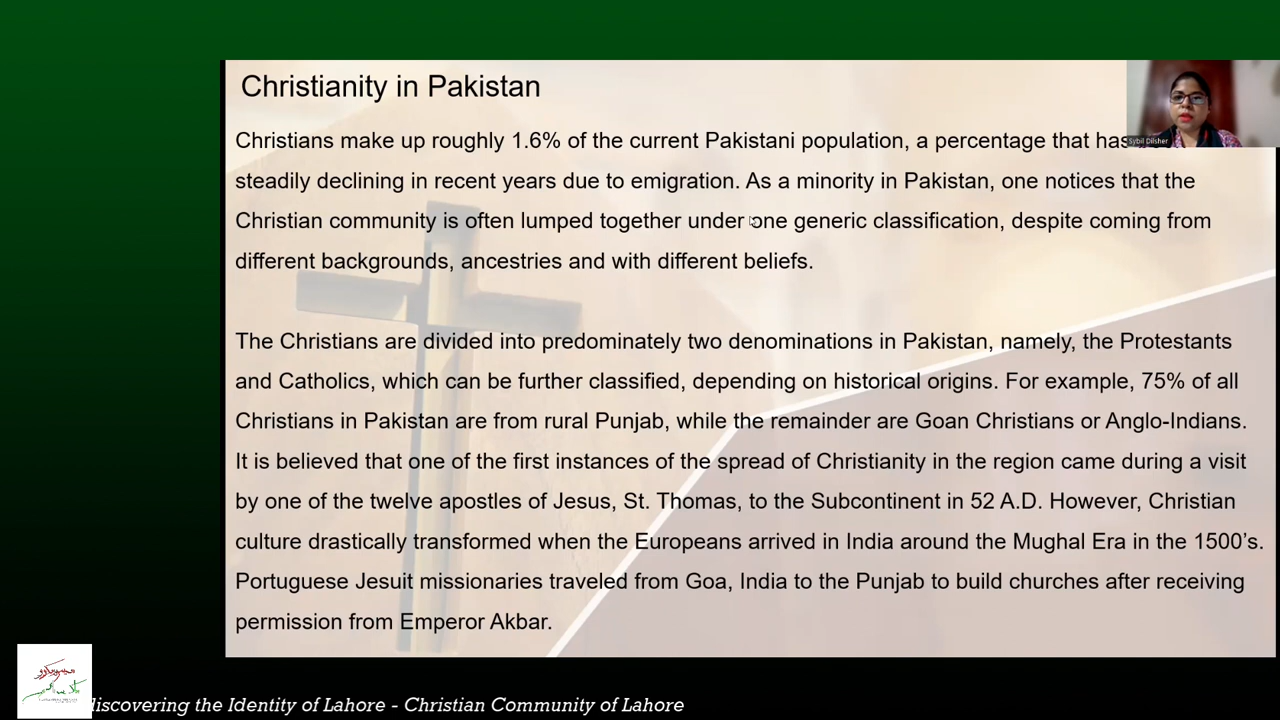 Christianity in Pakistan
Christians make up roughly 1.6% of the current Pakistani population, a percentage that has
steadily declining in recent years due to emigration. As a minority in Pakistan, one notices that the
Christian community is often lumped together under one generic classification, despite coming from
different backgrounds, ancestries and with different beliefs.
The Christians are divided into predominately two denominations in Pakistan, namely, the Protestants
and Catholics, which can be further classified, depending on historical origins. For example, 75% of all
Christians in Pakistan are from rural Punjab, while the remainder are Goan Christians or Anglo-Indians.
It is believed that one of the first instances of the spread of Christianity in the region came during a visit
by one of the twelve apostles of Jesus, St. Thomas, to the Subcontinent in 52 A.D. However, Christian
culture drastically transformed when the Europeans arrived in India around the Mughal Era in the 1500's.
Portuguese Jesuit missionaries traveled from Goa, India to the Punjab to build churches after receiving
permission from Emperor Akbar.
Sybil Dilsher
discovering the Identity of Lahore - Christian Community of Lahore